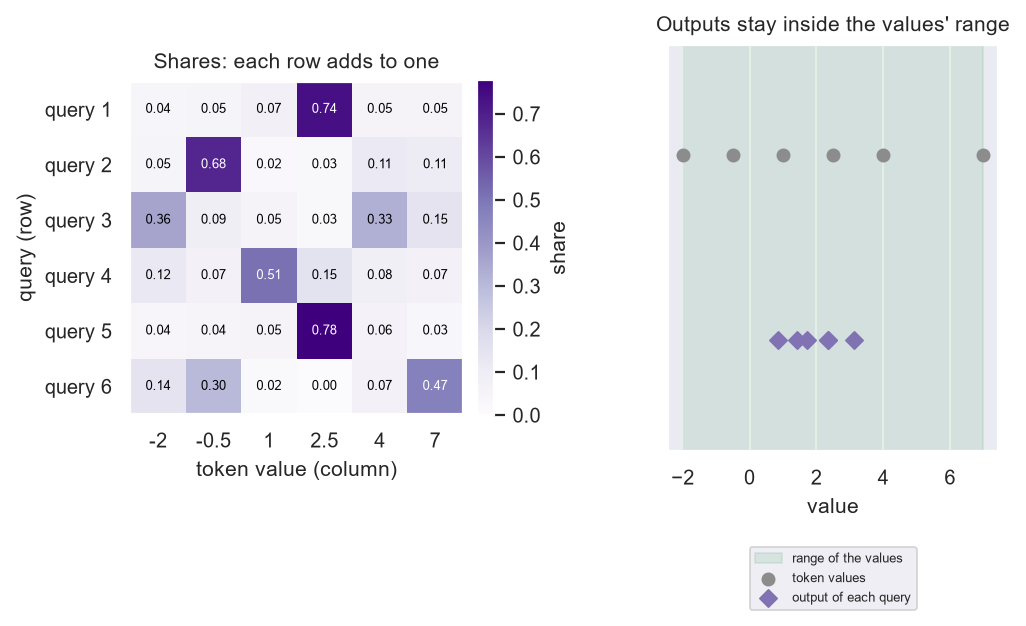 Shares: each row adds to one
query (row)
query 1 0.04 0.05 0.07 0.74 0.05 0.05
query 2 0.05 0.68 0.02 0.03 0.11 0.11
query 3 0.36 0.09 0.05 0.03 0.33 0.15
query 4 0.12 0.07 0.51 0.15 0.08 0.07
query 5 0.04 0.04 0.05 0.78 0.06 0.03
query 6 0.14 0.30 0.02 0.00 0.07 0.47
-2 -0.5 1 2.5 4 7
token value (column)
0.7
0.6
0.5
0.4
0.3
0.2
0.1
0.0
share
Outputs stay inside the values' range
−2 0 2 4 6
value
range of the values
token values
output of each query